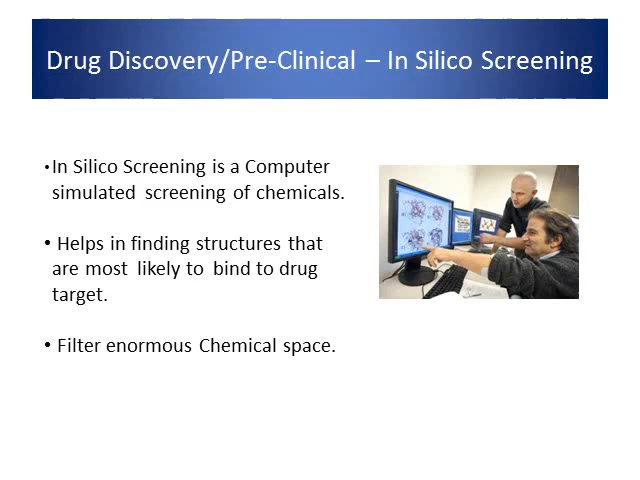 Drug Discovery/Pre-Clinical – In Silico Screening
•In Silico Screening is a Computer
simulated screening of chemicals.
• Helps in finding structures that
are most likely to bind to drug
target.
• Filter enormous Chemical space.